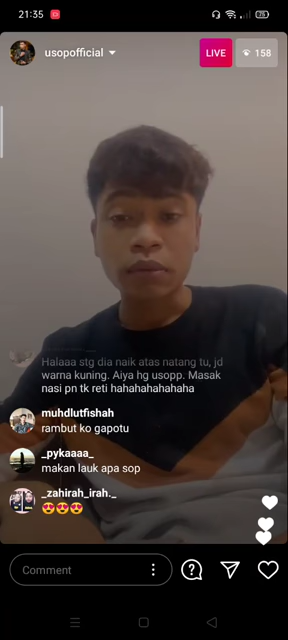 21:35
75
usopofficial
LIVE
158
Halaaa stg dia naik atas natang tu, jd
warna kuning. Aiya hg usopp. Masak
nasi pn tk reti hahahahahahaha
muhdlutfishah
rambut ko gapotu
_pykaaaa_
makan lauk apa sop
_zahirah_irah._
😍😍😍
Comment